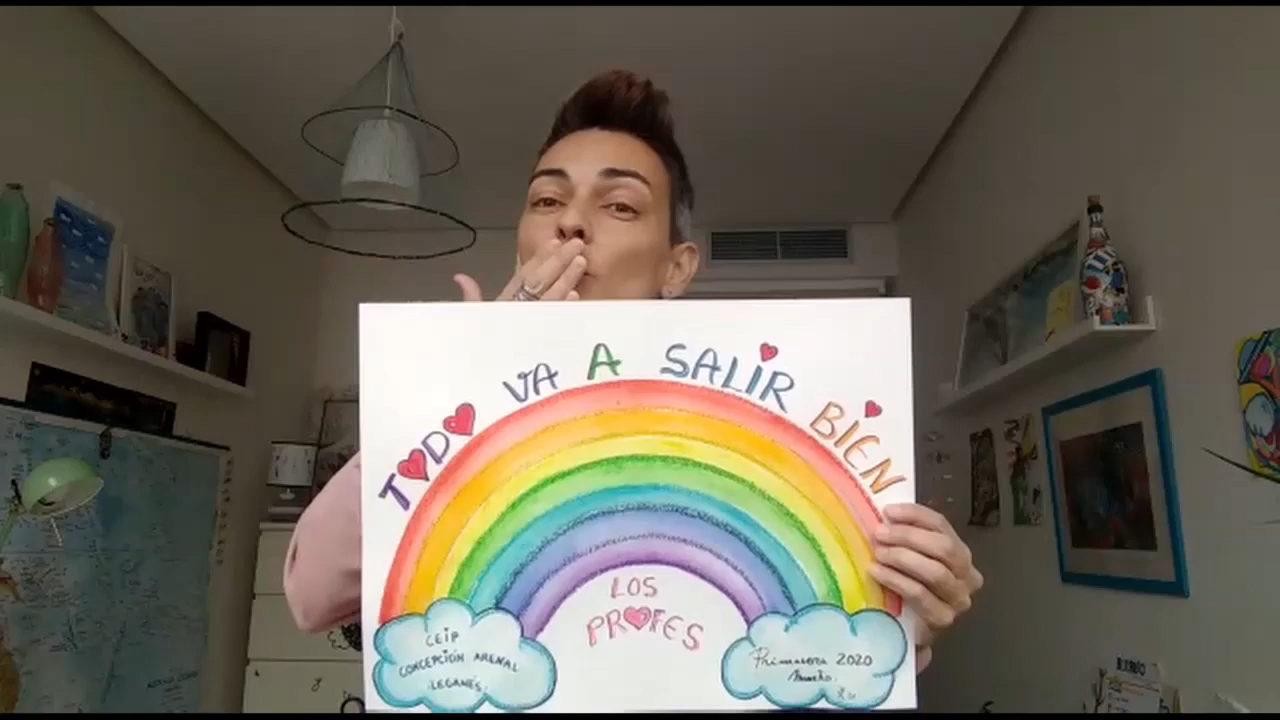 TODO VA A SALIR BIEN
LOS
PROFES
CEIP
CONCEPCIÓN ARENAL
LEGANÉS
Primavera 2020